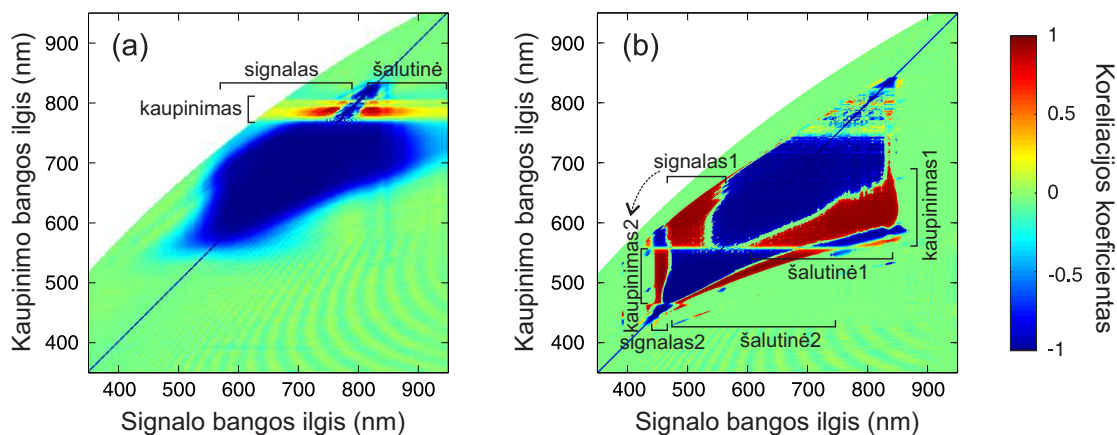 (a)
signalas
šalutinė
kaupinimas
900
800
700
600
500
400
Kaupinimo bangos ilgis (nm)
400 500 600 700 800 900
Signalo bangos ilgis (nm)
(b)
signalas1
kaupinimas1
kaupinimas2
šalutinė1
signalas2
šalutinė2
900
800
700
600
500
400
Kaupinimo bangos ilgis (nm)
400 500 600 700 800 900
Signalo bangos ilgis (nm)
1
0.5
0
-0.5
-1
Koreliacijos koeficientas